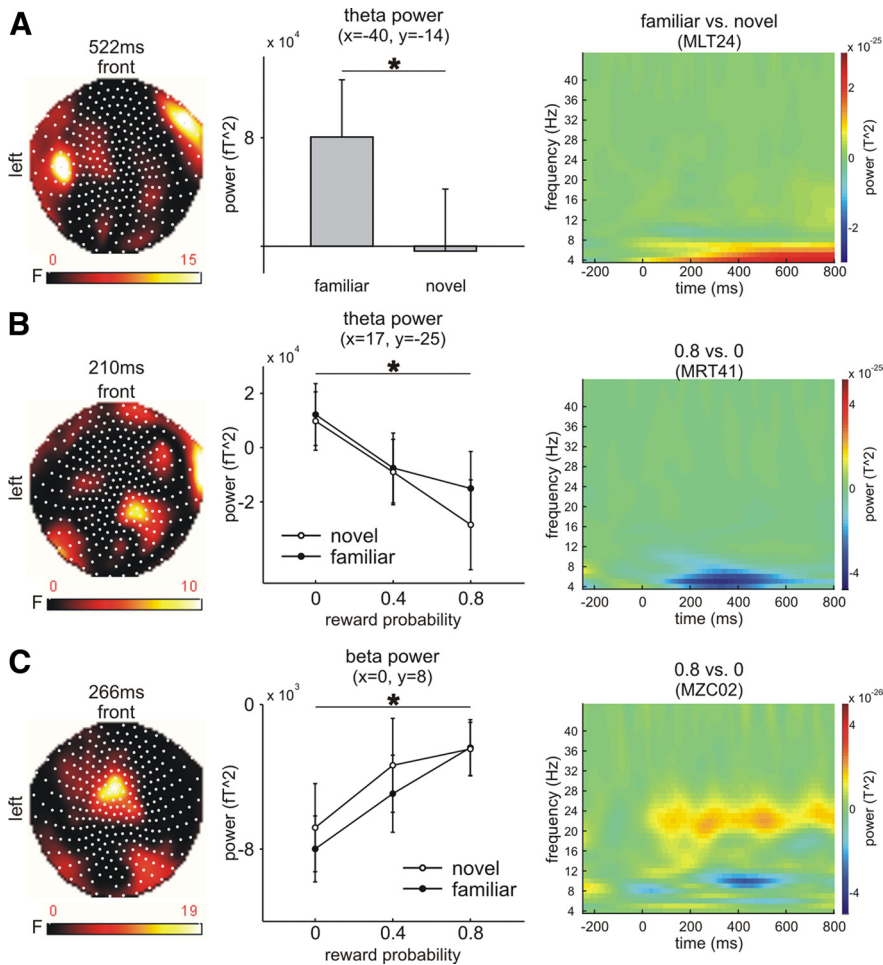 A
522ms
front
left
0 15
F
theta power
(x=-40, y=-14)
x 10^4
*
8
power (fT^2)
familiar novel
familiar vs. novel
(MLT24)
x 10^-25
40
36
32
28
24
20
16
12
8
4
frequency (Hz)
-200 0 200 400 600 800
time (ms)
2
0
-2
power (T^2)
B
210ms
front
left
0 10
F
theta power
(x=17, y=-25)
x 10^4
*
2
0
-2
power (fT^2)
novel
familiar
0 0.4 0.8
reward probability
0.8 vs. 0
(MRT41)
x 10^-25
40
36
32
28
24
20
16
12
8
4
frequency (Hz)
-200 0 200 400 600 800
time (ms)
4
0
-4
power (T^2)
C
266ms
front
left
0 19
F
beta power
(x=0, y=8)
x 10^3
*
0
-8
power (fT^2)
novel
familiar
0 0.4 0.8
reward probability
0.8 vs. 0
(MZC02)
x 10^-26
40
36
32
28
24
20
16
12
8
4
frequency (Hz)
-200 0 200 400 600 800
time (ms)
4
0
-4
power (T^2)